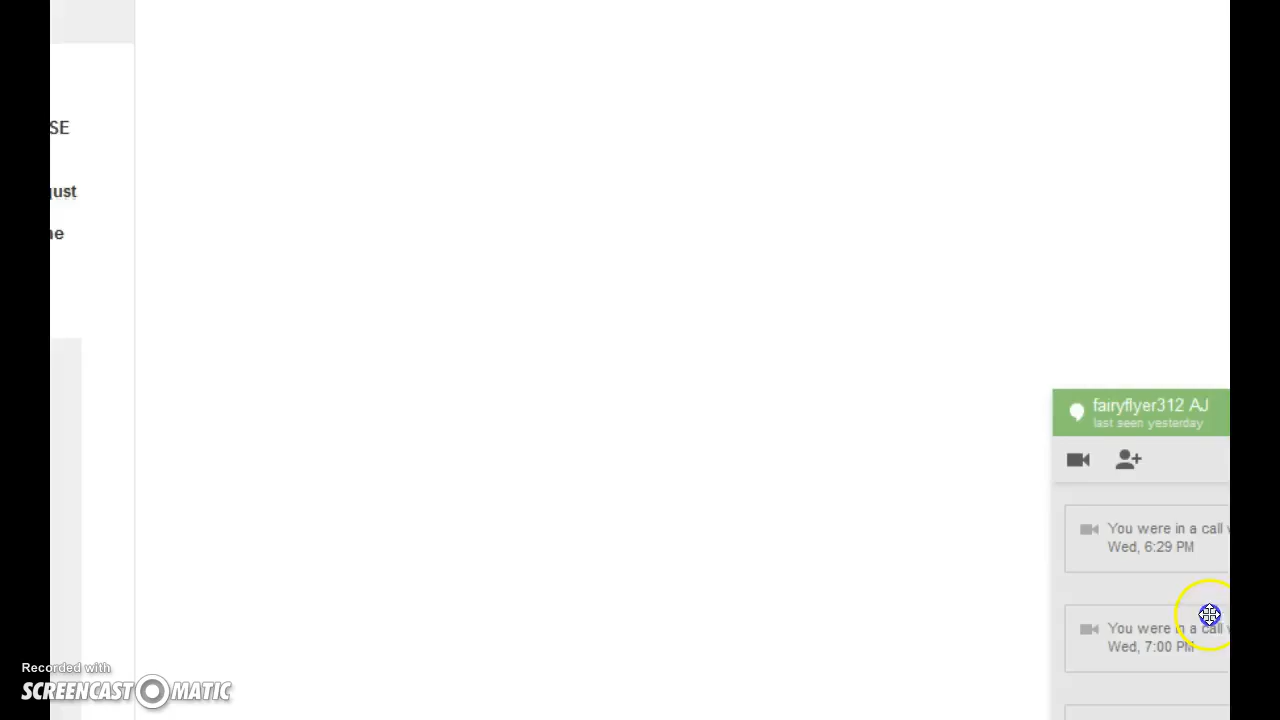 SE
gust
ne
fairyflyer312 AJ
last seen yesterday
You were in a call
Wed, 6:29 PM
You were in a call
Wed, 7:00 PM
Recorded with
SCREENCAST-O-MATIC